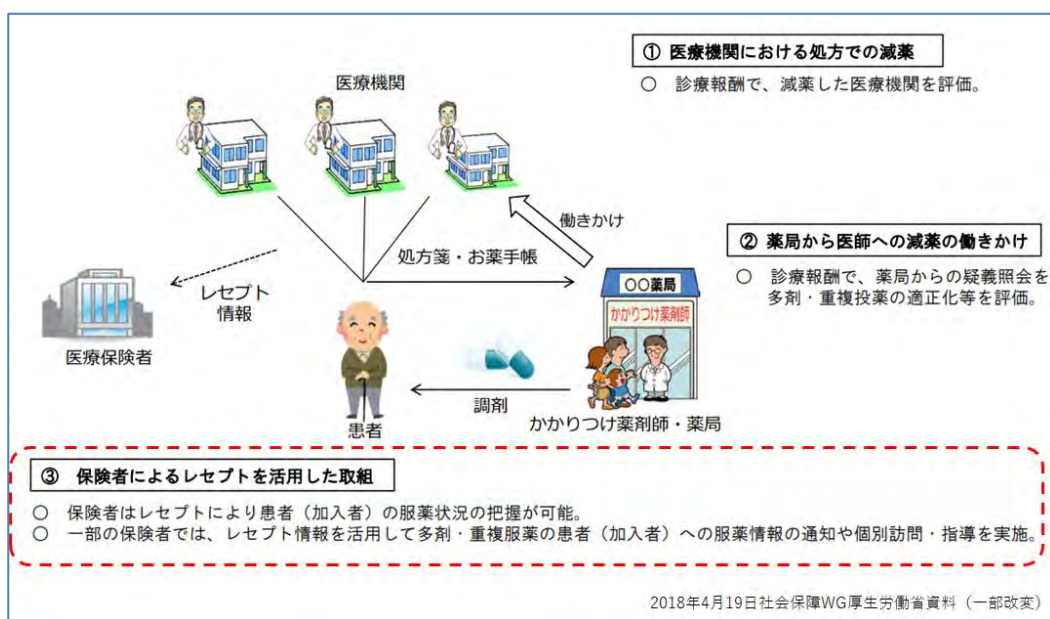 ① 医療機関における処方での減薬
○ 診療報酬で、減薬した医療機関を評価。
医療機関
働きかけ
② 薬局から医師への減薬の働きかけ
○ 診療報酬で、薬局からの疑義照会を
多剤・重複投薬の適正化等を評価。
処方箋・お薬手帳
レセプト
情報
医療保険者
〇〇薬局
かかりつけ薬剤師
調剤
患者
かかりつけ薬剤師・薬局
③ 保険者によるレセプトを活用した取組
○ 保険者はレセプトにより患者（加入者）の服薬状況の把握が可能。
○ 一部の保険者では、レセプト情報を活用して多剤・重複服薬の患者（加入者）への服薬情報の通知や個別訪問・指導を実施。
2018年4月19日社会保障WG厚生労働省資料（一部改変）